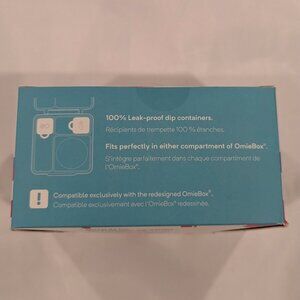 100% Leak-proof dip containers.
Récipients de trempette 100 % étanches.
Fits perfectly in either compartment of OmieBox®.
S'intègre parfaitement dans chaque compartiment de
l'OmieBox®.
Compatible exclusively with the redesigned OmieBox®.
Compatible exclusivement avec l'OmieBox® redessinée.